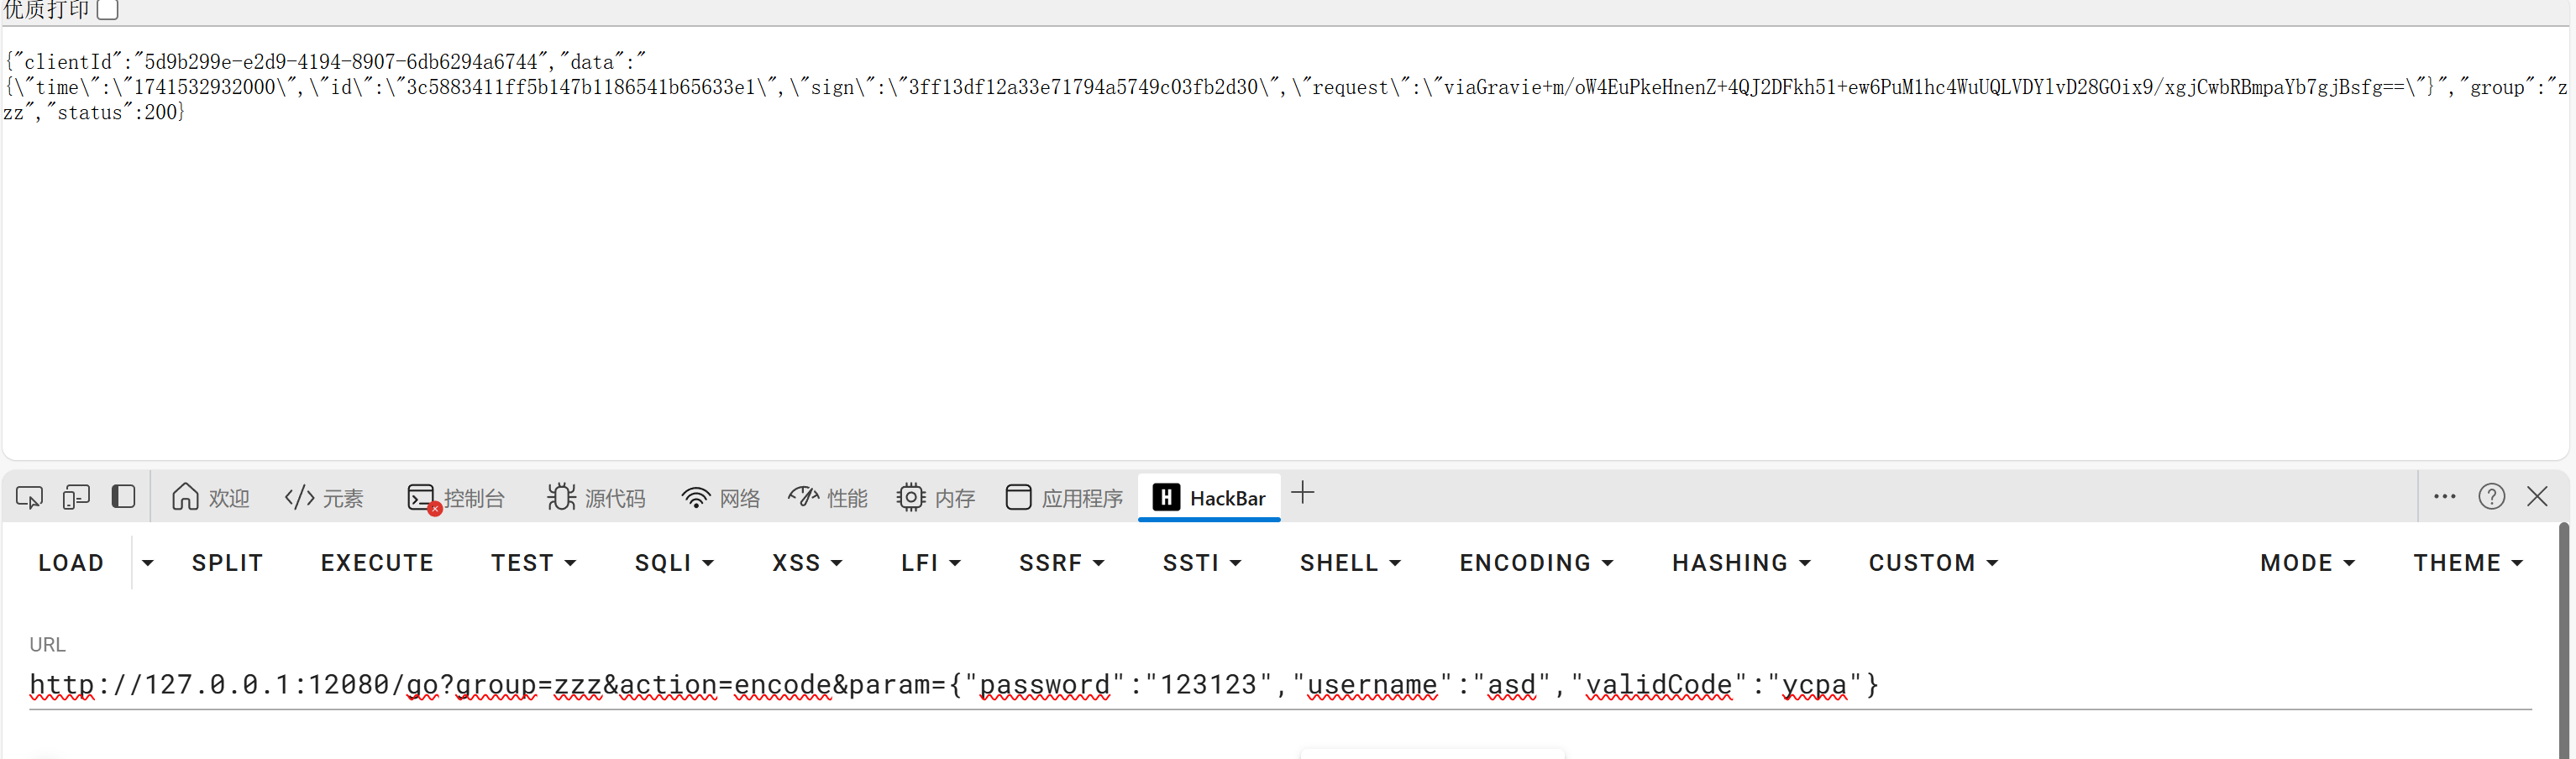 优质打印
{"clientId":"5d9b299e-e2d9-4194-8907-6db6294a6744","data":"
{\"time\":\"1741532932000\",\"id\":\"3c5883411ff5b147b1186541b65633e1\",\"sign\":\"3ff13df12a33e71794a5749c03fb2d30\",\"request\":\"viaGravie+m/oW4EuPkeHnenZ+4QJ2DFkh51+ew6PuM1hc4WuUQLVDYlvD28GOix9/xgjCwbRBmpaYb7gjBsfg==\"}","group":"z
zz","status":200}
欢迎 </> 元素 控制台 源代码 网络 性能 内存 应用程序 H HackBar
LOAD SPLIT EXECUTE TEST SQLI XSS LFI SSRF SSTI SHELL ENCODING HASHING CUSTOM MODE THEME
URL
http://127.0.0.1:12080/go?group=zzz&action=encode&param={"password":"123123","username":"asd","validCode":"ycpa"}